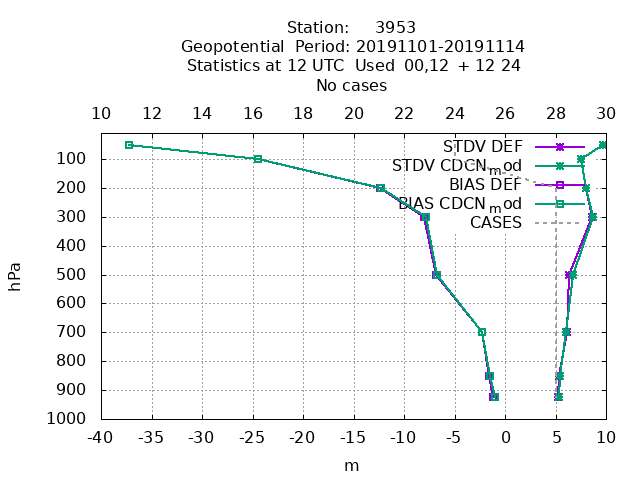 Station: 3953
Geopotential Period: 20191101-20191114
Statistics at 12 UTC Used 00,12 + 12 24
No cases
10 12 14 16 18 20 21 22 24 26 28 30
STDV DEF
STDV CDCN_mod
BIAS DEF
BIAS CDCN_mod
CASES
100
200
300
400
500
600
700
800
900
1000
hPa
-40 -35 -30 -25 -20 -15 -10 -5 0 5 10
m